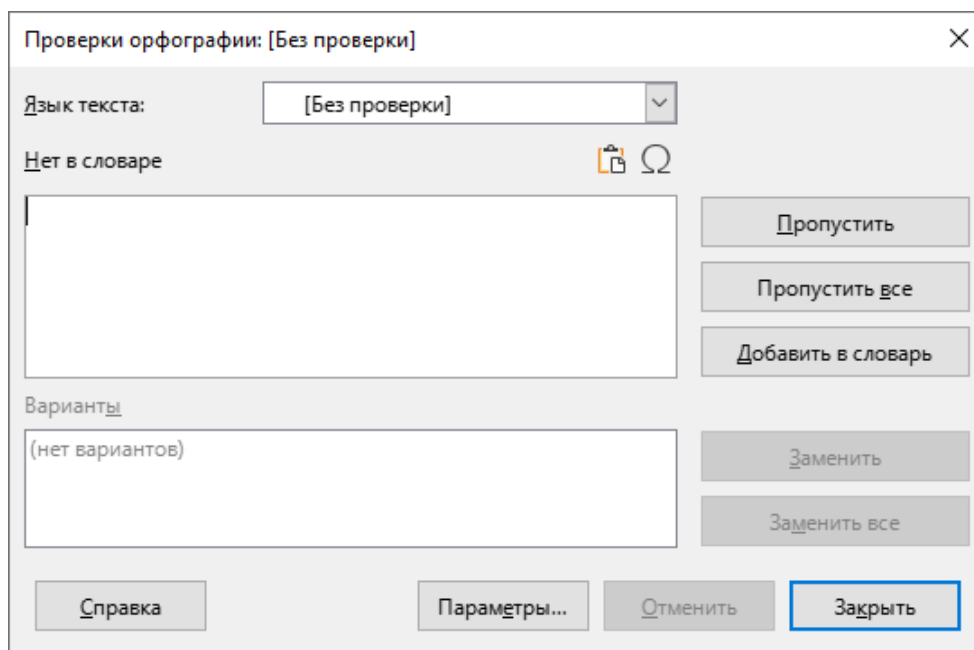 Проверки орфографии: [Без проверки]
Язык текста:
[Без проверки]
Нет в словаре
Пропустить
Пропустить все
Добавить в словарь
Варианты
(нет вариантов)
Заменить
Заменить все
Справка
Параметры...
Отменить
Закрыть